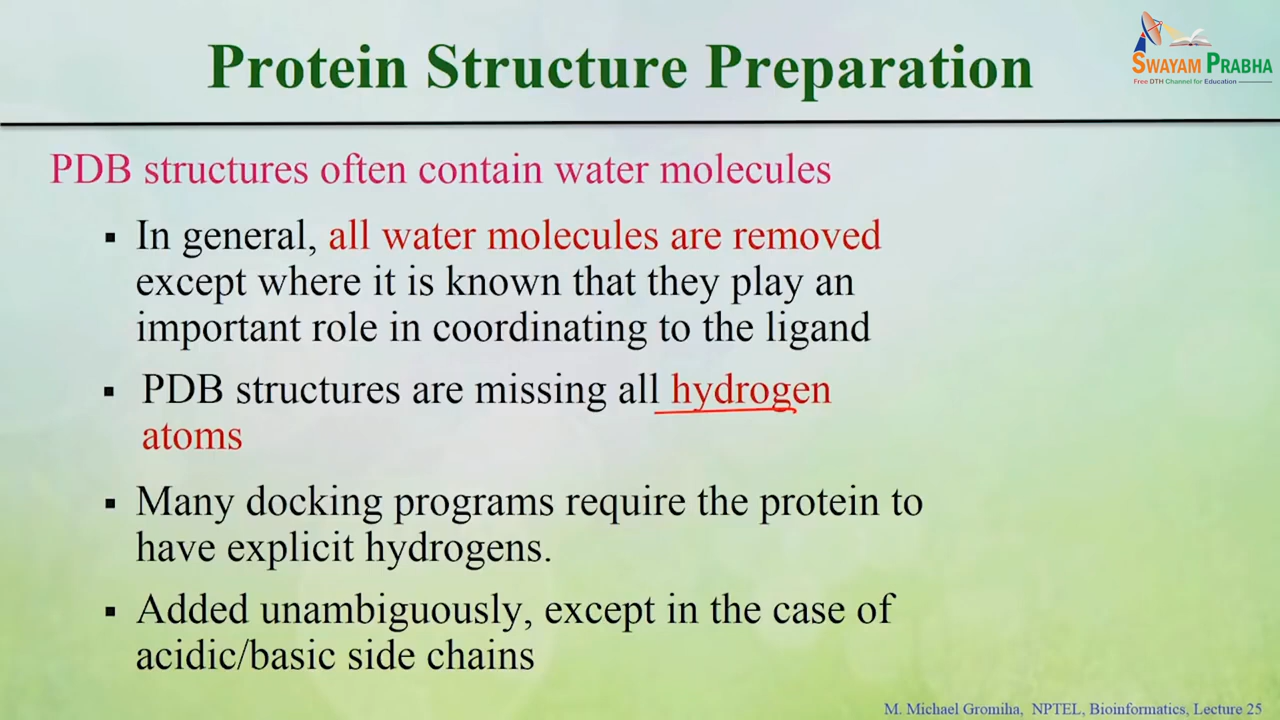 Protein Structure Preparation
SWAYAM PRABHA
Free DTH Channel for Education
PDB structures often contain water molecules
▪ In general, all water molecules are removed
except where it is known that they play an
important role in coordinating to the ligand
▪ PDB structures are missing all hydrogen
atoms
▪ Many docking programs require the protein to
have explicit hydrogens.
▪ Added unambiguously, except in the case of
acidic/basic side chains
M. Michael Gromiha, NPTEL, Bioinformatics, Lecture 25